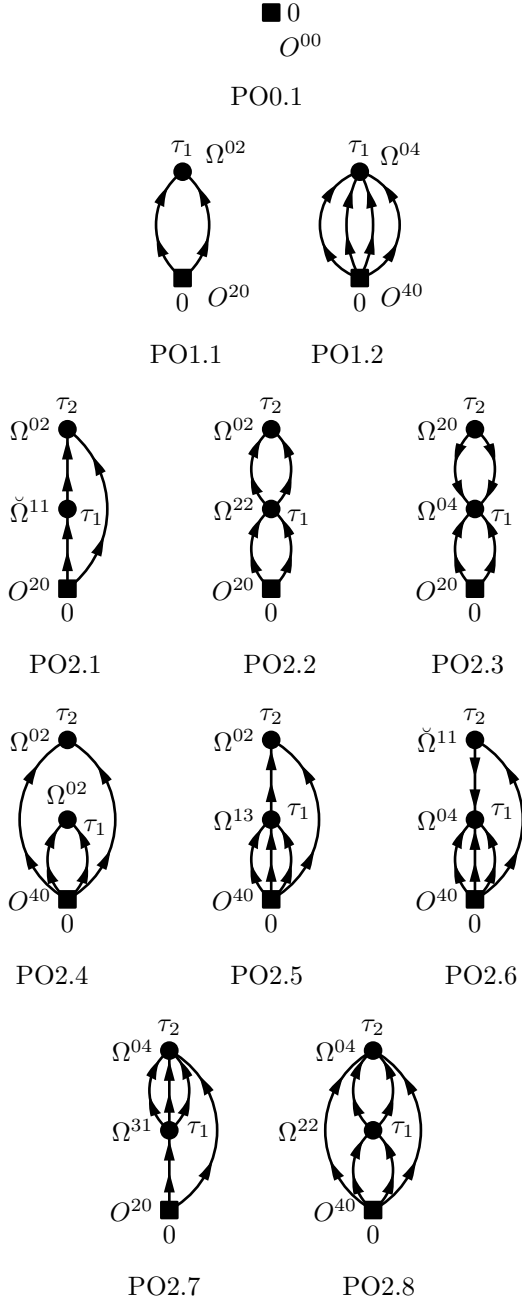 0
O^{00}
PO0.1
τ_1 Ω^{02} τ_1 Ω^{04}
O^{20} O^{40}
0 0
PO1.1 PO1.2
τ_2 τ_2 τ_2
Ω^{02} Ω^{02} Ω^{20}
Ω̆^{11} τ_1 Ω^{22} τ_1 Ω^{04} τ_1
O^{20} O^{20} O^{20}
0 0 0
PO2.1 PO2.2 PO2.3
τ_2 τ_2 τ_2
Ω^{02} Ω^{02} Ω̆^{11}
Ω^{02} τ_1 Ω^{13} τ_1 Ω^{04} τ_1
O^{40} O^{40} O^{40}
0 0 0
PO2.4 PO2.5 PO2.6
τ_2 τ_2
Ω^{04} Ω^{04}
Ω^{31} τ_1 Ω^{22} τ_1
O^{20} O^{40}
0 0
PO2.7 PO2.8